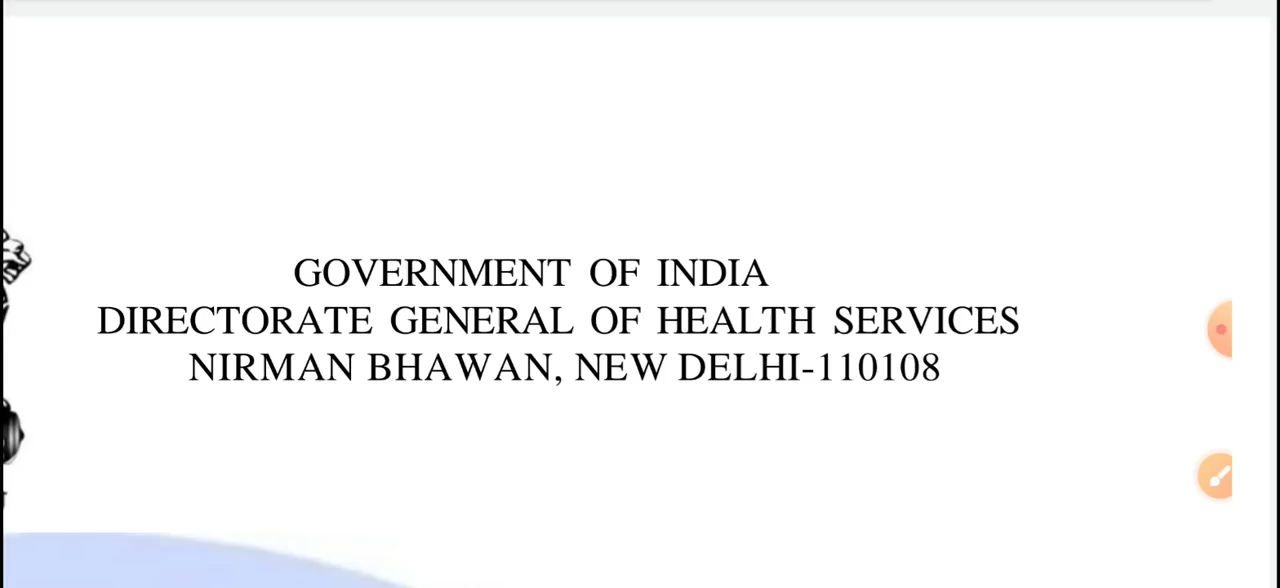 GOVERNMENT OF INDIA
DIRECTORATE GENERAL OF HEALTH SERVICES
NIRMAN BHAWAN, NEW DELHI-110108